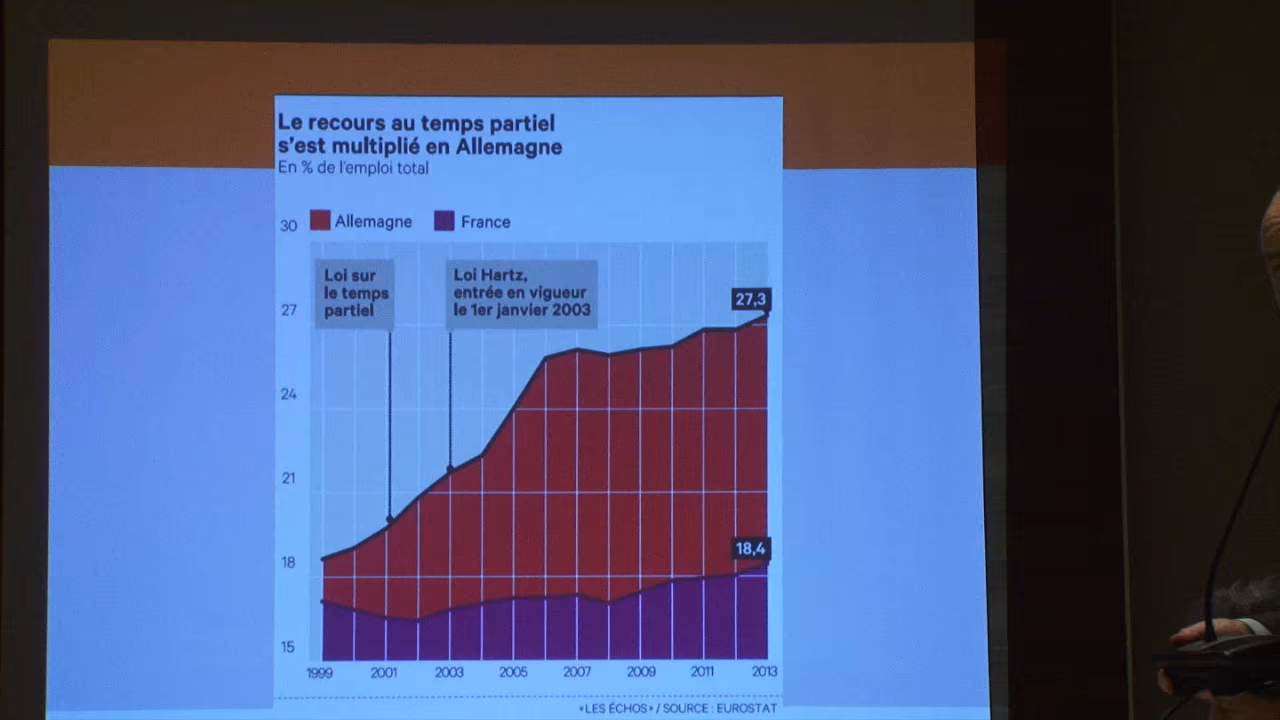 Le recours au temps partiel
s'est multiplié en Allemagne
En % de l'emploi total
30
Allemagne
France
Loi sur
le temps
partiel
Loi Hartz,
entrée en vigueur
le 1er janvier 2003
27,3
27
24
21
18,4
18
15
1999 2001 2003 2005 2007 2009 2011 2013
«LES ÉCHOS» / SOURCE : EUROSTAT